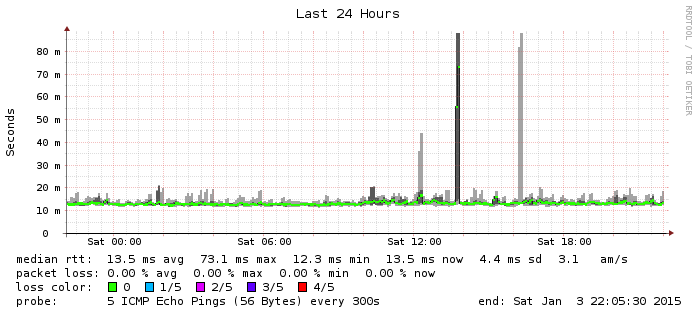 Last 24 Hours
RRDTOOL / TOBI OETIKER
Seconds
80 m
70 m
60 m
50 m
40 m
30 m
20 m
10 m
0
Sat 00:00 Sat 06:00 Sat 12:00 Sat 18:00
median rtt: 13.5 ms avg 73.1 ms max 12.3 ms min 13.5 ms now 4.4 ms sd 3.1 am/s
packet loss: 0.00 % avg 0.00 % max 0.00 % min 0.00 % now
loss color: 0 1/5 2/5 3/5 4/5
probe: 5 ICMP Echo Pings (56 Bytes) every 300s end: Sat Jan 3 22:05:30 2015